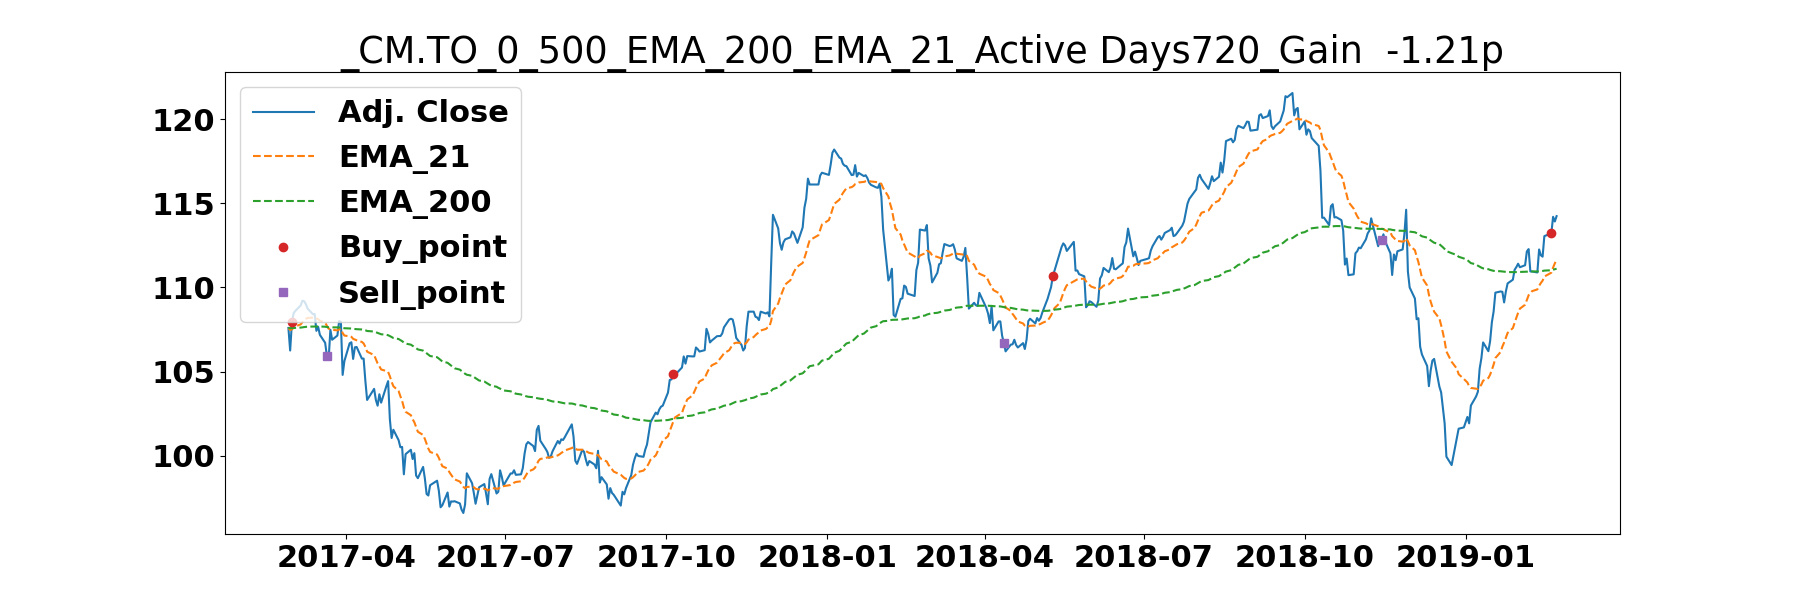 _CM.TO_0_500_EMA_200_EMA_21_Active Days720_Gain  -1.21p
Adj. Close
EMA_21
EMA_200
Buy_point
Sell_point
120
115
110
105
100
2017-04 2017-07 2017-10 2018-01 2018-04 2018-07 2018-10 2019-01